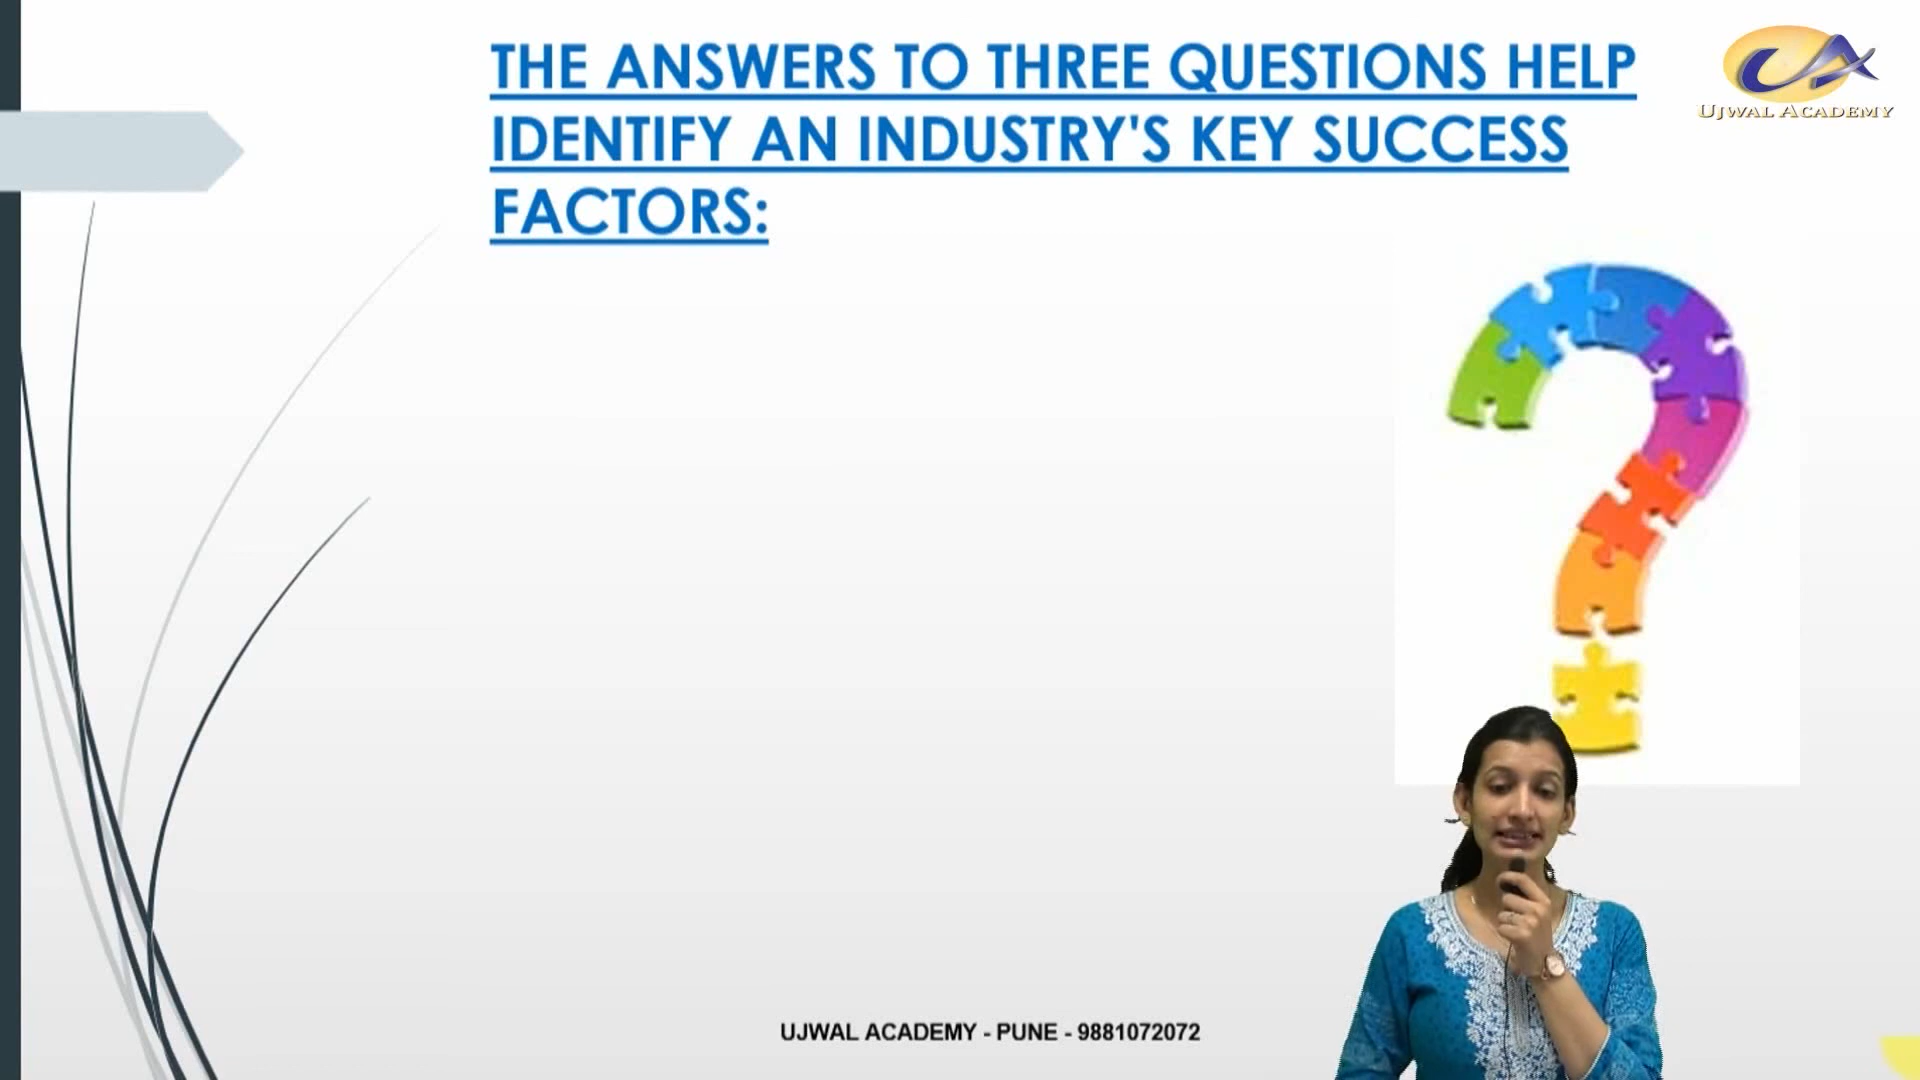 THE ANSWERS TO THREE QUESTIONS HELP
IDENTIFY AN INDUSTRY'S KEY SUCCESS
FACTORS:
UJWAL ACADEMY
UJWAL ACADEMY - PUNE - 9881072072